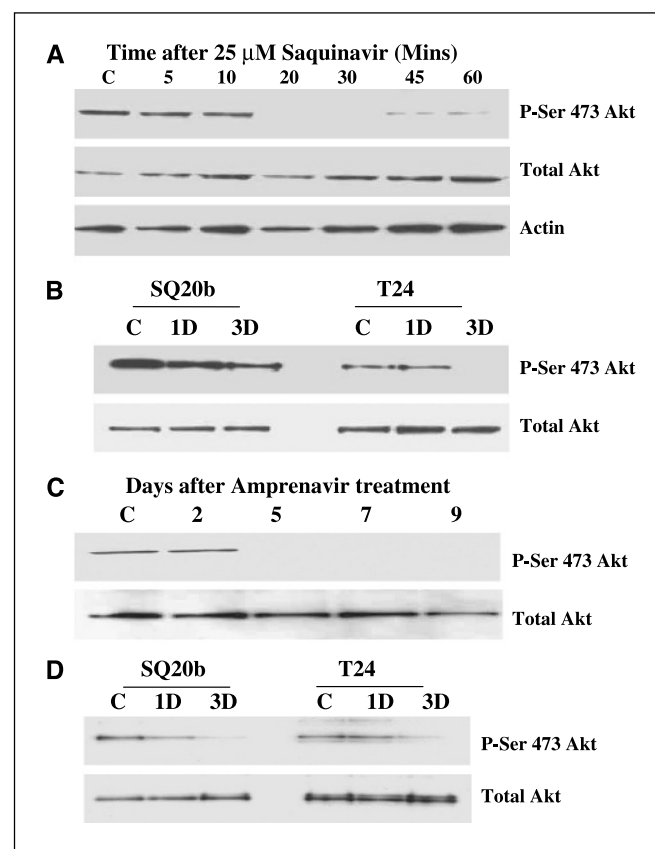 A Time after 25 μM Saquinavir (Mins)
C 5 10 20 30 45 60
P-Ser 473 Akt
Total Akt
Actin
B SQ20b T24
C 1D 3D C 1D 3D
P-Ser 473 Akt
Total Akt
C Days after Amprenavir treatment
C 2 5 7 9
P-Ser 473 Akt
Total Akt
D SQ20b T24
C 1D 3D C 1D 3D
P-Ser 473 Akt
Total Akt